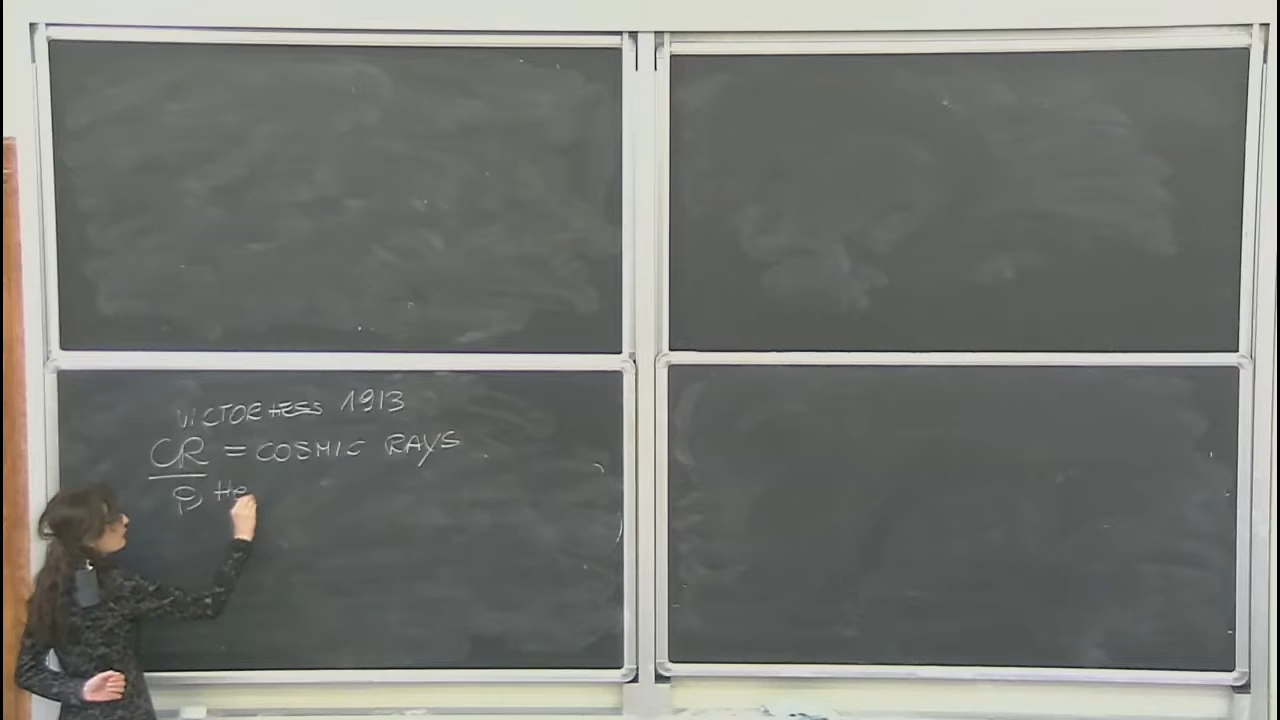 VICTOR HESS 1913
CR = COSMIC RAYS
p, He